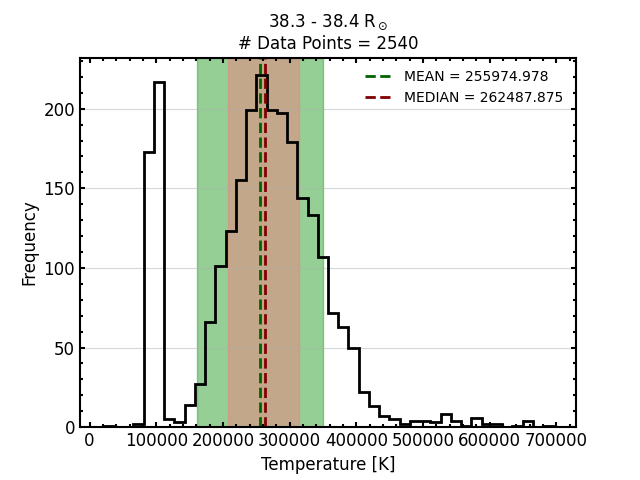 38.3 - 38.4 R⊙
# Data Points = 2540
MEAN = 255974.978
MEDIAN = 262487.875
Frequency
200
150
100
50
0
0 100000 200000 300000 400000 500000 600000 700000
Temperature [K]